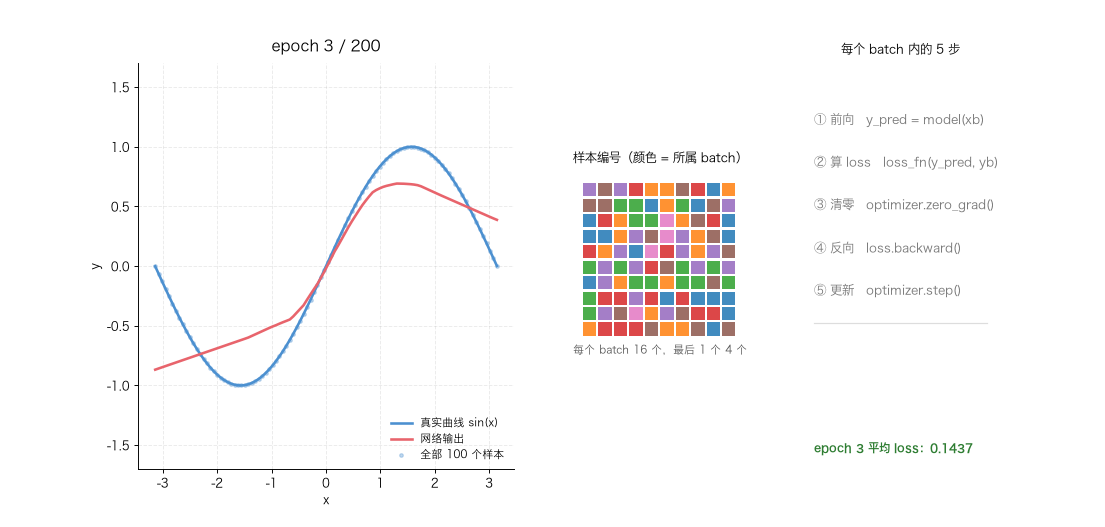 epoch 3 / 200
1.5
1.0
0.5
0.0
-0.5
-1.0
-1.5
y
-3
-2
-1
0
1
2
3
x
真实曲线 sin(x)
网络输出
全部 100 个样本
样本编号（颜色 = 所属 batch）
每个 batch 16 个，最后 1 个 4 个
每个 batch 内的 5 步
① 前向 y_pred = model(xb)
② 算 loss loss_fn(y_pred, yb)
③ 清零 optimizer.zero_grad()
④ 反向 loss.backward()
⑤ 更新 optimizer.step()
epoch 3 平均 loss：0.1437